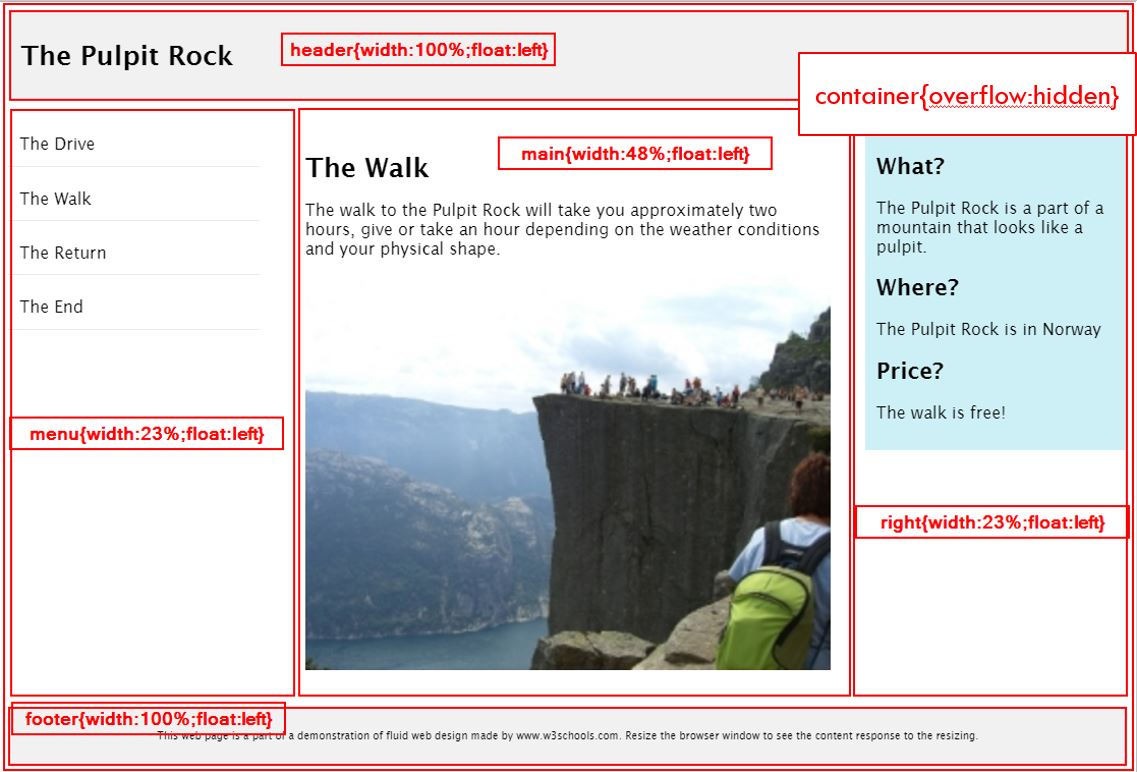 The Pulpit Rock
header{width:100%;float:left}
container{overflow:hidden}
The Drive
The Walk
The Return
The End
menu{width:23%;float:left}
main{width:48%;float:left}
The Walk
The walk to the Pulpit Rock will take you approximately two
hours, give or take an hour depending on the weather conditions
and your physical shape.
What?
The Pulpit Rock is a part of a
mountain that looks like a
pulpit.
Where?
The Pulpit Rock is in Norway
Price?
The walk is free!
right{width:23%;float:left}
footer{width:100%;float:left}
This web page is a part of a demonstration of fluid web design made by www.w3schools.com. Resize the browser window to see the content response to the resizing.